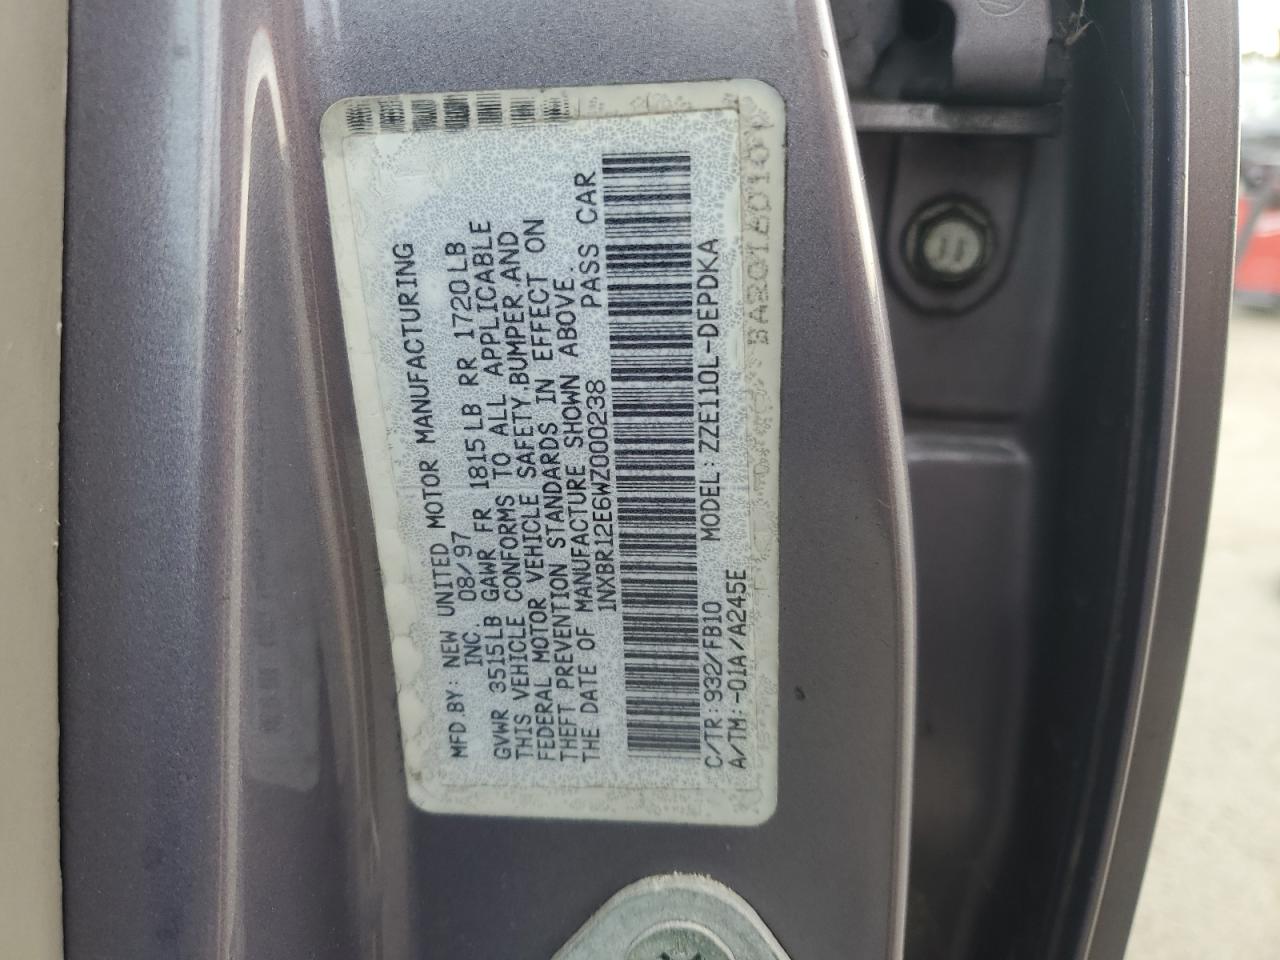 MFD.BY: NEW UNITED MOTOR MANUFACTURING
INC. 08/97
GVWR 3515LB GAWR FR 1815LB RR 1720LB
THIS VEHICLE CONFORMS TO ALL APPLICABLE
FEDERAL MOTOR VEHICLE SAFETY,BUMPER,AND
THEFT PREVENTION STANDARDS IN EFFECT ON
THE DATE OF MANUFACTURE SHOWN ABOVE.
1NXBR12E6WZ000238 PASS CAR
C/TR:932/FB10 MODEL:ZZE110L-DEPDKA
A/TM:-01A/A245E